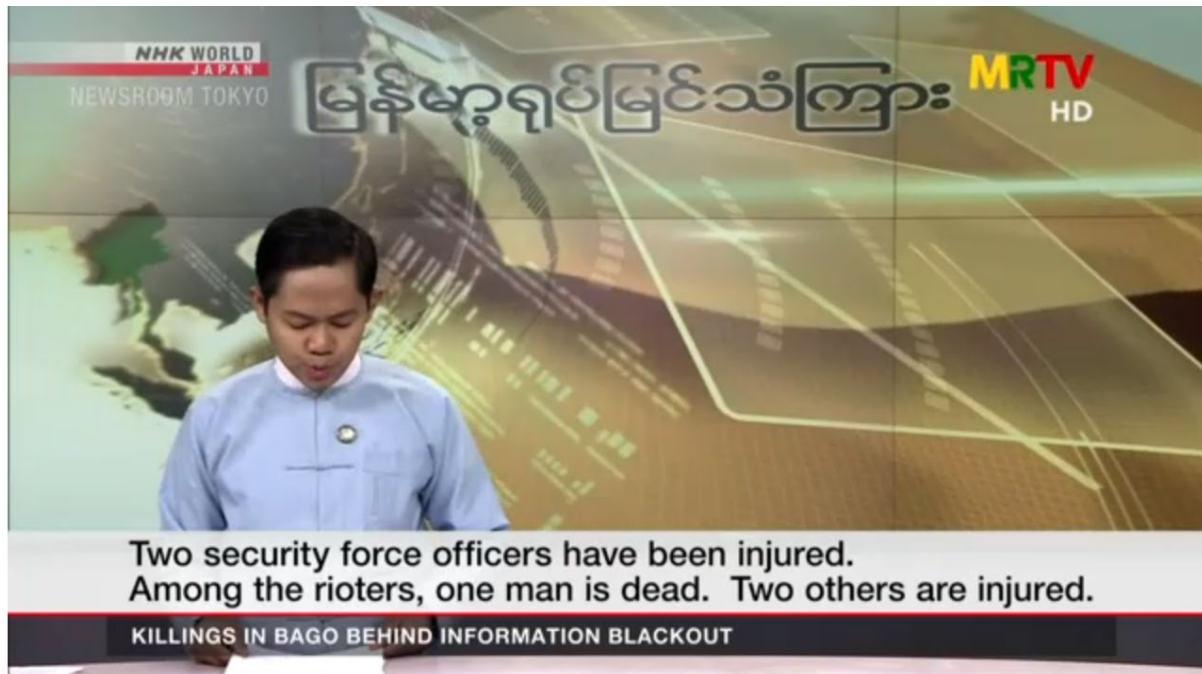 NHK WORLD
JAPAN
NEWSROOM TOKYO
မြန်မာ့ရုပ်မြင်သံကြား
MRTV
HD
Two security force officers have been injured.
Among the rioters, one man is dead. Two others are injured.
KILLINGS IN BAGO BEHIND INFORMATION BLACKOUT